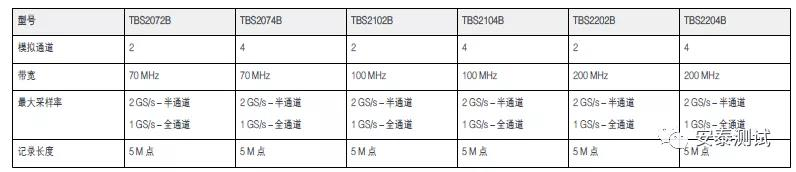 型号 TBS2072B TBS2074B TBS2102B TBS2104B TBS2202B TBS2204B
模拟通道 2 4 2 4 2 4
带宽 70 MHz 70 MHz 100 MHz 100 MHz 200 MHz 200 MHz
最大采样率 2 GS/s – 半通道 2 GS/s – 半通道 2 GS/s – 半通道 2 GS/s – 半通道 2 GS/s – 半通道 2 GS/s – 半通道
1 GS/s – 全通道 1 GS/s – 全通道 1 GS/s – 全通道 1 GS/s – 全通道 1 GS/s – 全通道 1 GS/s – 全通道
安泰测试
记录长度 5 M 点 5 M 点 5 M 点 5 M 点 5 M 点 5 M 点